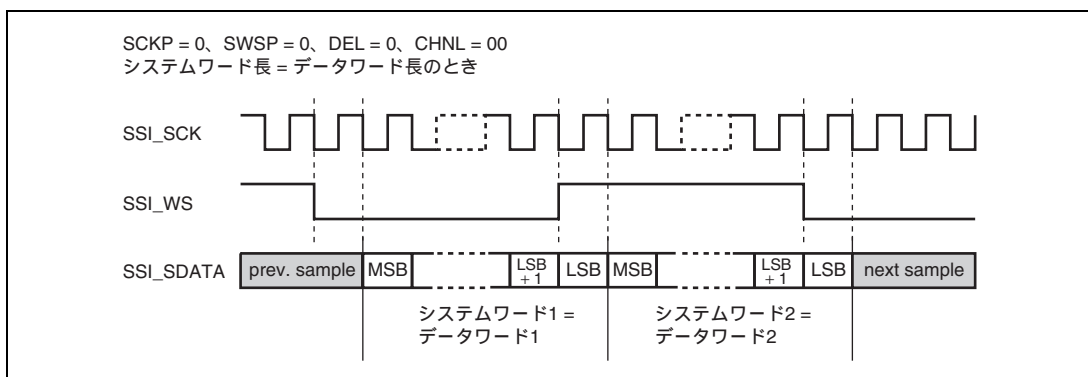 SCKP = 0、SWSP = 0、DEL = 0、CHNL = 00
システムワード長 = データワード長のとき
SSI_SCK
SSI_WS
SSI_SDATA
prev. sample
MSB
LSB
+ 1
LSB
MSB
LSB
+ 1
LSB
next sample
システムワード1 =
データワード1
システムワード2 =
データワード2